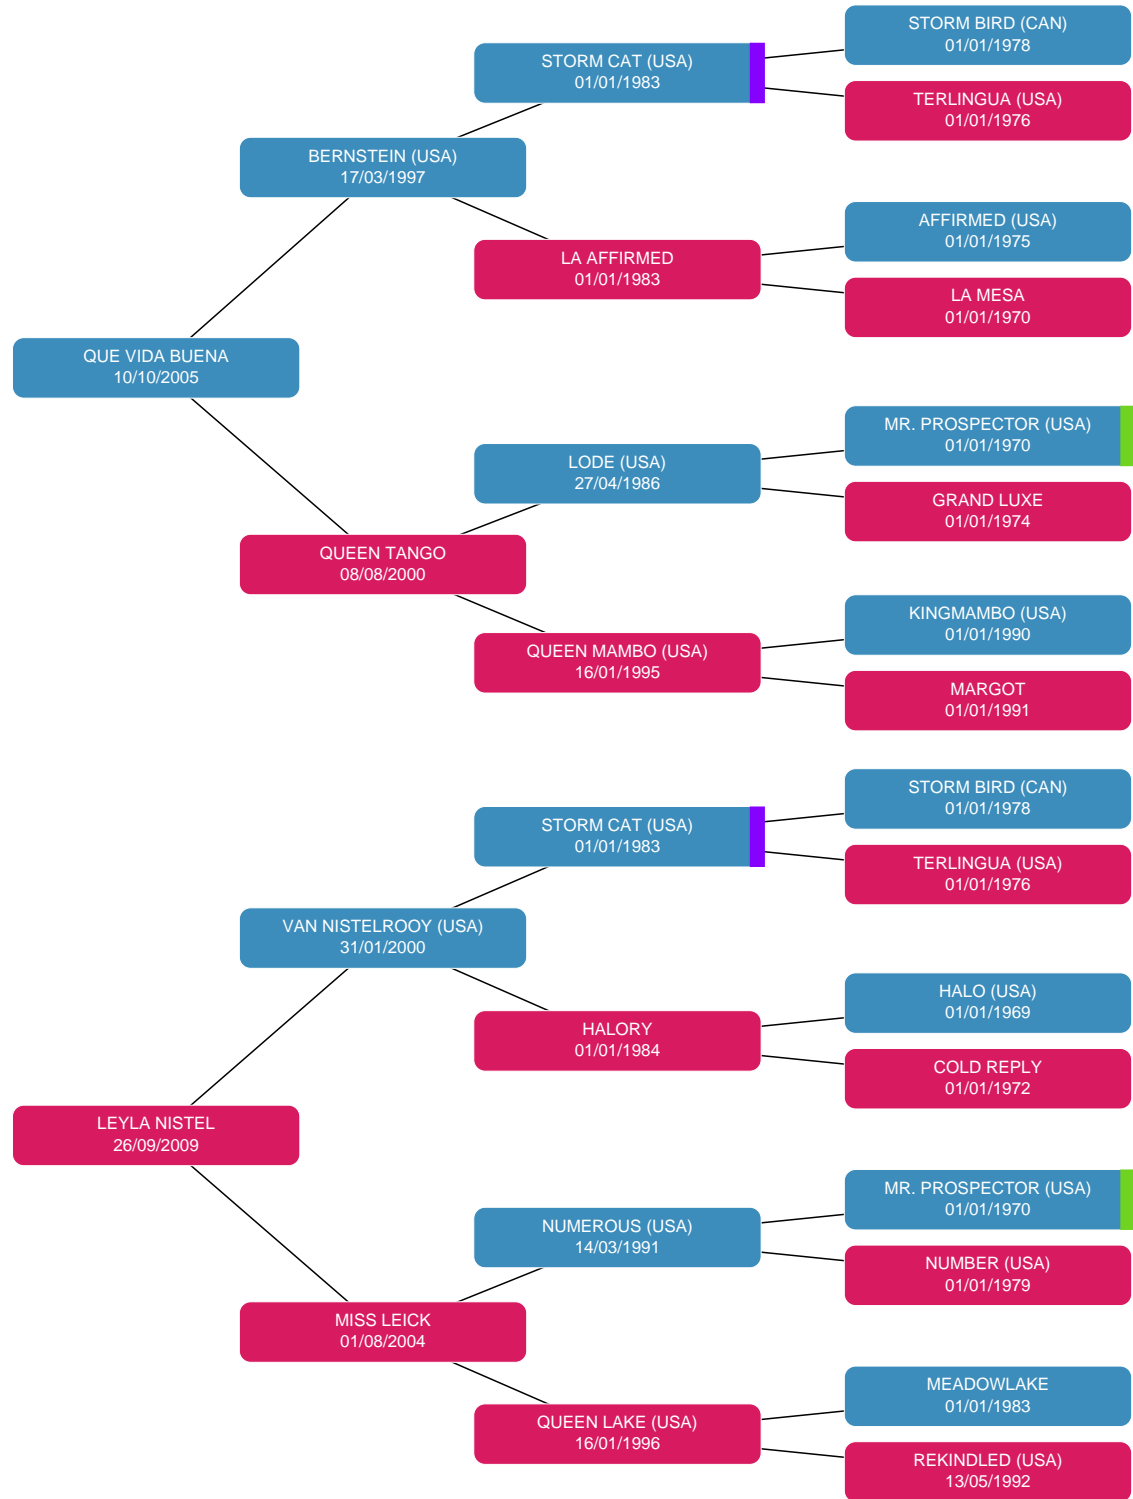 STORM BIRD (CAN)
01/01/1978
STORM CAT (USA)
01/01/1983
TERLINGUA (USA)
01/01/1976
BERNSTEIN (USA)
17/03/1997
AFFIRMED (USA)
01/01/1975
LA AFFIRMED
01/01/1983
LA MESA
01/01/1970
QUE VIDA BUENA
10/10/2005
MR. PROSPECTOR (USA)
01/01/1970
LODE (USA)
27/04/1986
GRAND LUXE
01/01/1974
QUEEN TANGO
08/08/2000
KINGMAMBO (USA)
01/01/1990
QUEEN MAMBO (USA)
16/01/1995
MARGOT
01/01/1991
STORM BIRD (CAN)
01/01/1978
STORM CAT (USA)
01/01/1983
TERLINGUA (USA)
01/01/1976
VAN NISTELROOY (USA)
31/01/2000
HALO (USA)
01/01/1969
HALORY
01/01/1984
COLD REPLY
01/01/1972
LEYLA NISTEL
26/09/2009
MR. PROSPECTOR (USA)
01/01/1970
NUMEROUS (USA)
14/03/1991
NUMBER (USA)
01/01/1979
MISS LEICK
01/08/2004
MEADOWLAKE
01/01/1983
QUEEN LAKE (USA)
16/01/1996
REKINDLED (USA)
13/05/1992